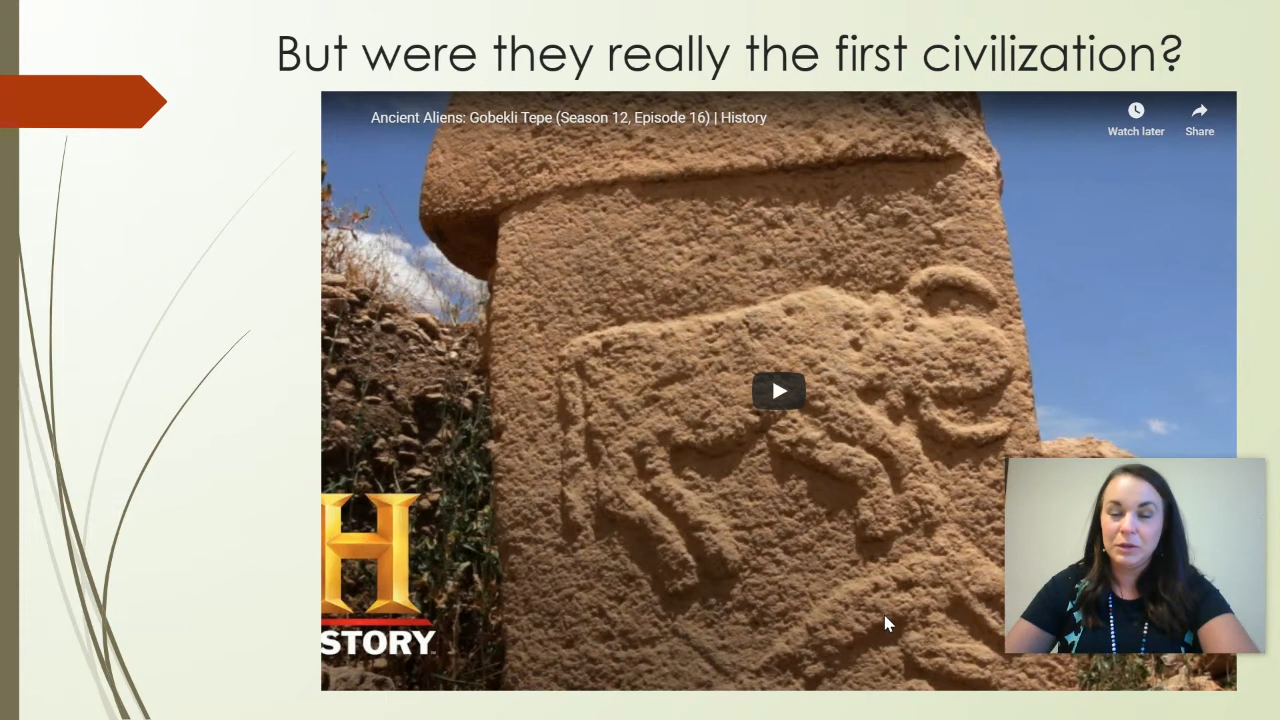 But were they really the first civilization?
Ancient Aliens: Gobekli Tepe (Season 12, Episode 16) | History
Watch later
Share
H
STORY